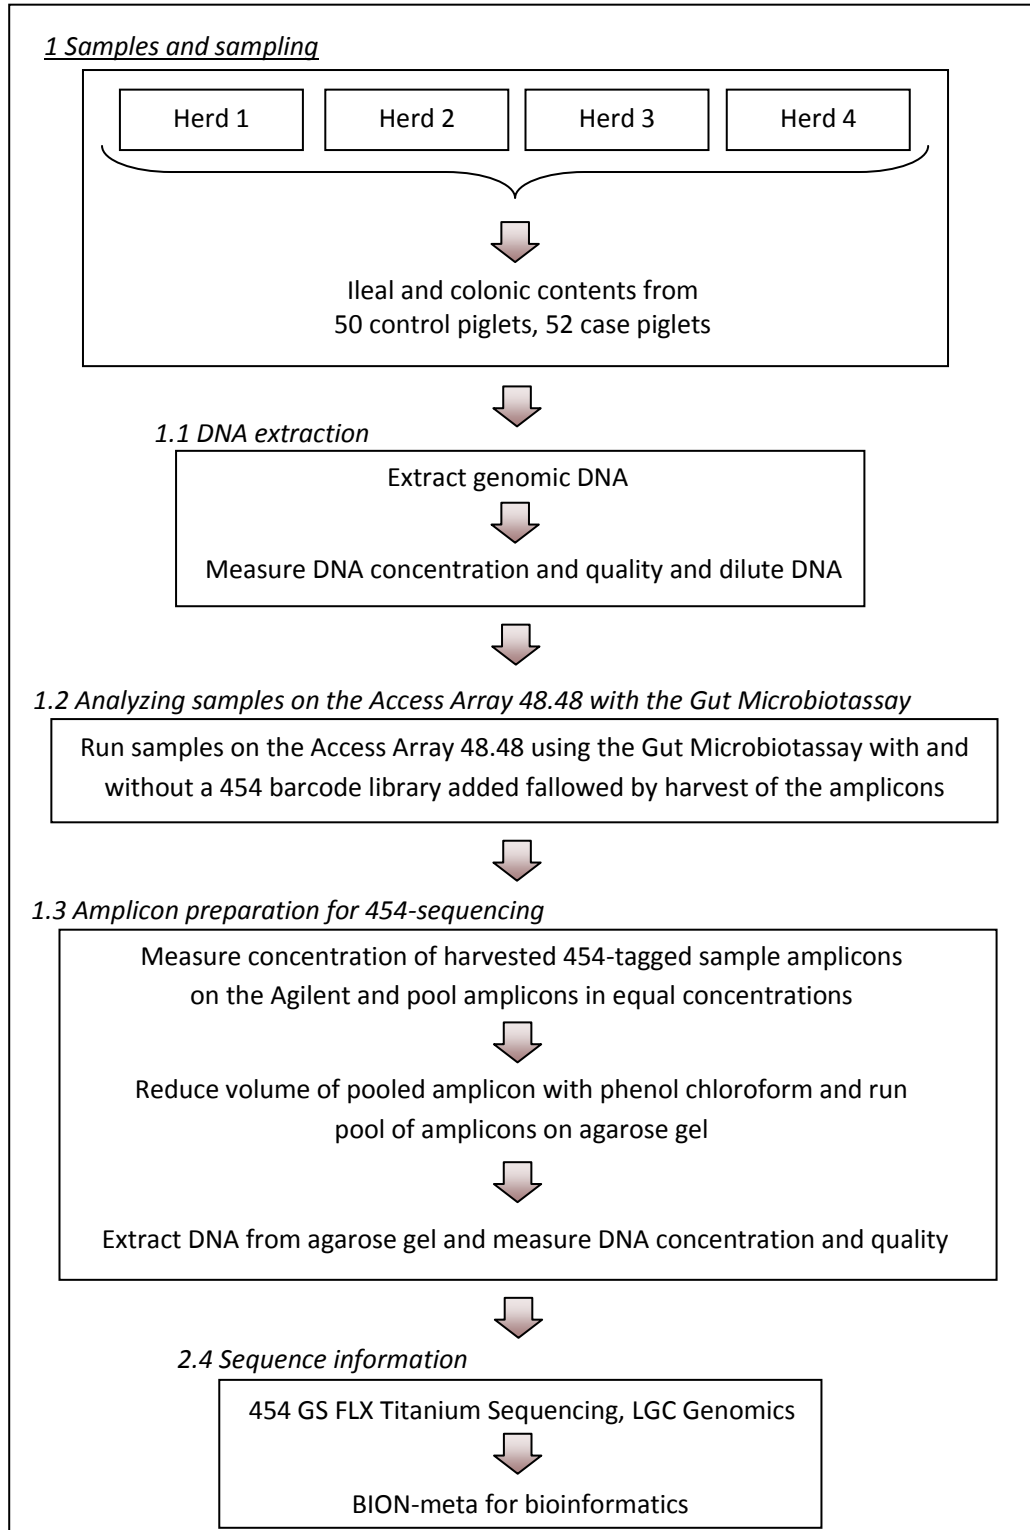 1 Samples and sampling
Herd 1
Herd 2
Herd 3
Herd 4
Ileal and colonic contents from
50 control piglets, 52 case piglets
1.1 DNA extraction
Extract genomic DNA
Measure DNA concentration and quality and dilute DNA
1.2 Analyzing samples on the Access Array 48.48 with the Gut Microbiotassay
Run samples on the Access Array 48.48 using the Gut Microbiotassay with and
without a 454 barcode library added fallowed by harvest of the amplicons
1.3 Amplicon preparation for 454-sequencing
Measure concentration of harvested 454-tagged sample amplicons
on the Agilent and pool amplicons in equal concentrations
Reduce volume of pooled amplicon with phenol chloroform and run
pool of amplicons on agarose gel
Extract DNA from agarose gel and measure DNA concentration and quality
2.4 Sequence information
454 GS FLX Titanium Sequencing, LGC Genomics
BION-meta for bioinformatics